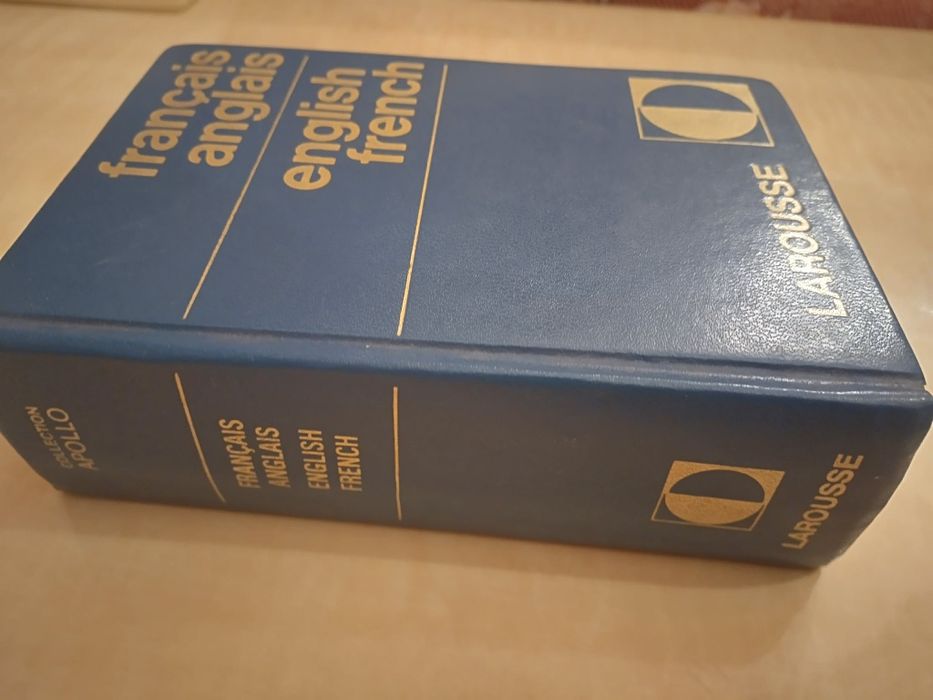 français
anglais
english
french
LAROUSSE
COLLECTION
APOLLO
FRANÇAIS
ANGLAIS
ENGLISH
FRENCH
LAROUSSE